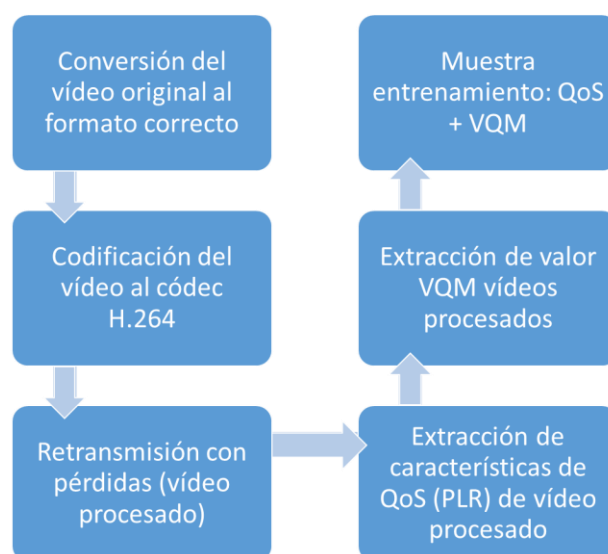 Conversión del
vídeo original al
formato correcto
Codificación del
vídeo al códec
H.264
Retransmisión con
pérdidas (vídeo
procesado)
Extracción de
características de
QoS (PLR) de vídeo
procesado
Extracción de valor
VQM vídeos
procesados
Muestra
entrenamiento: QoS
+ VQM